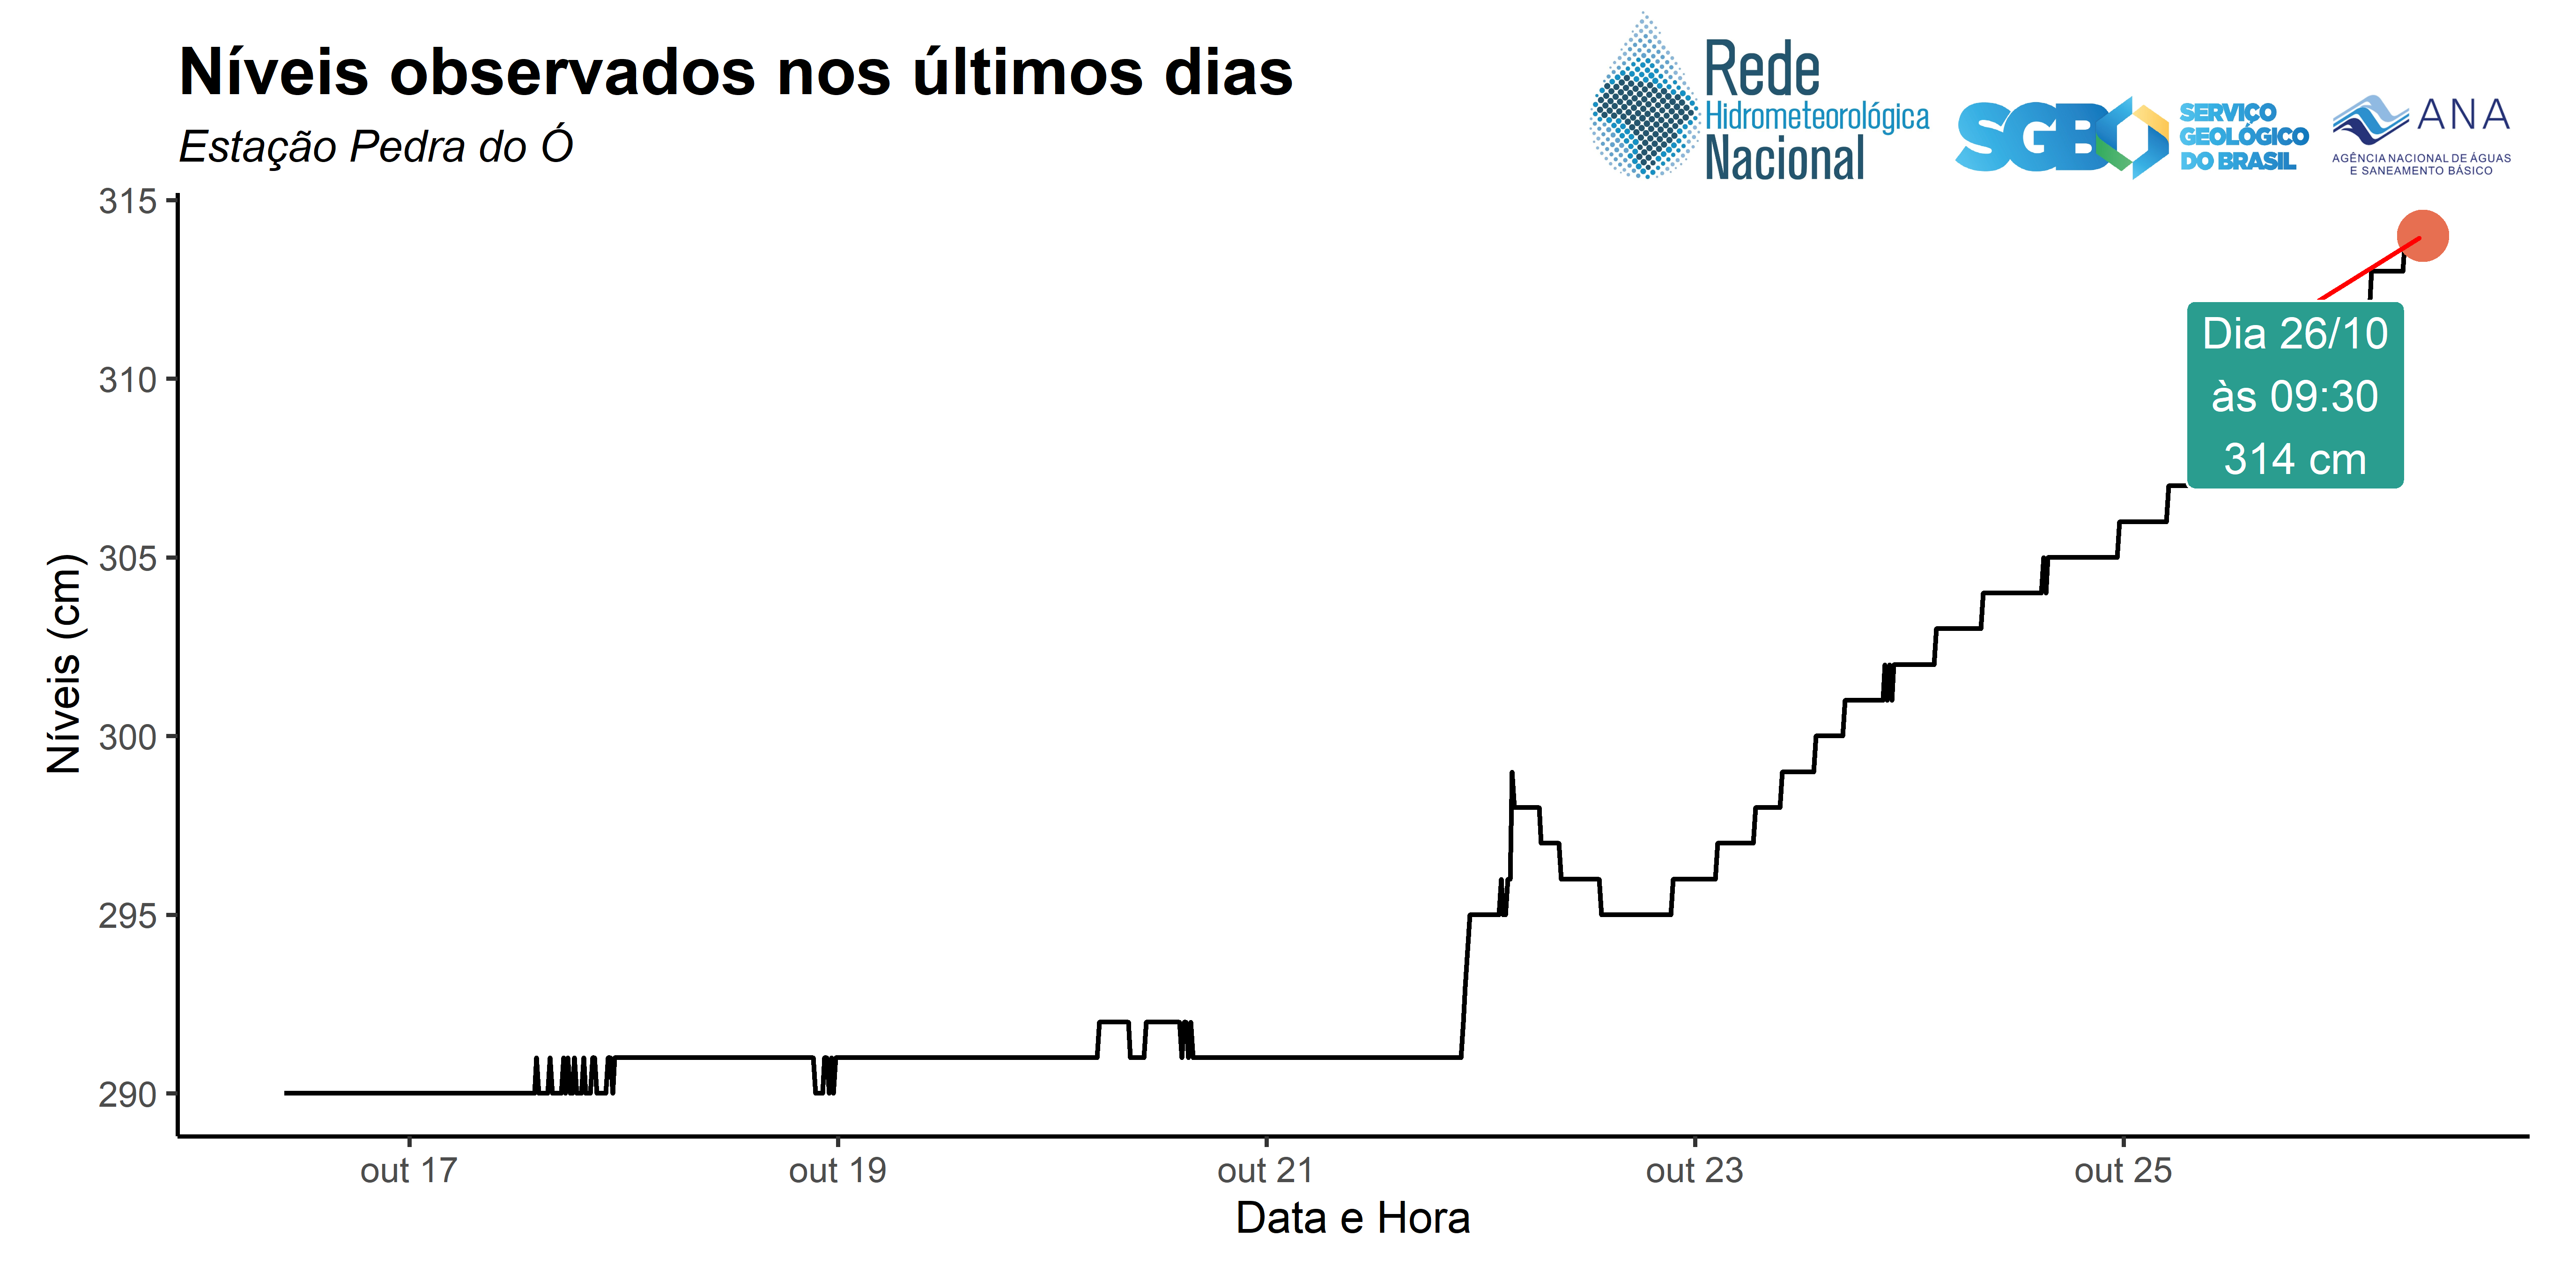 Níveis observados nos últimos dias
Estação Pedra do Ó
Rede
Hidrometeorológica
Nacional
SGB
SERVIÇO
GEOLÓGICO
DO BRASIL
ANA
AGÊNCIA NACIONAL DE ÁGUAS
E SANEAMENTO BÁSICO
Níveis (cm)
315
310
305
300
295
290
Dia 26/10
às 09:30
314 cm
out 17
out 19
out 21
out 23
out 25
Data e Hora